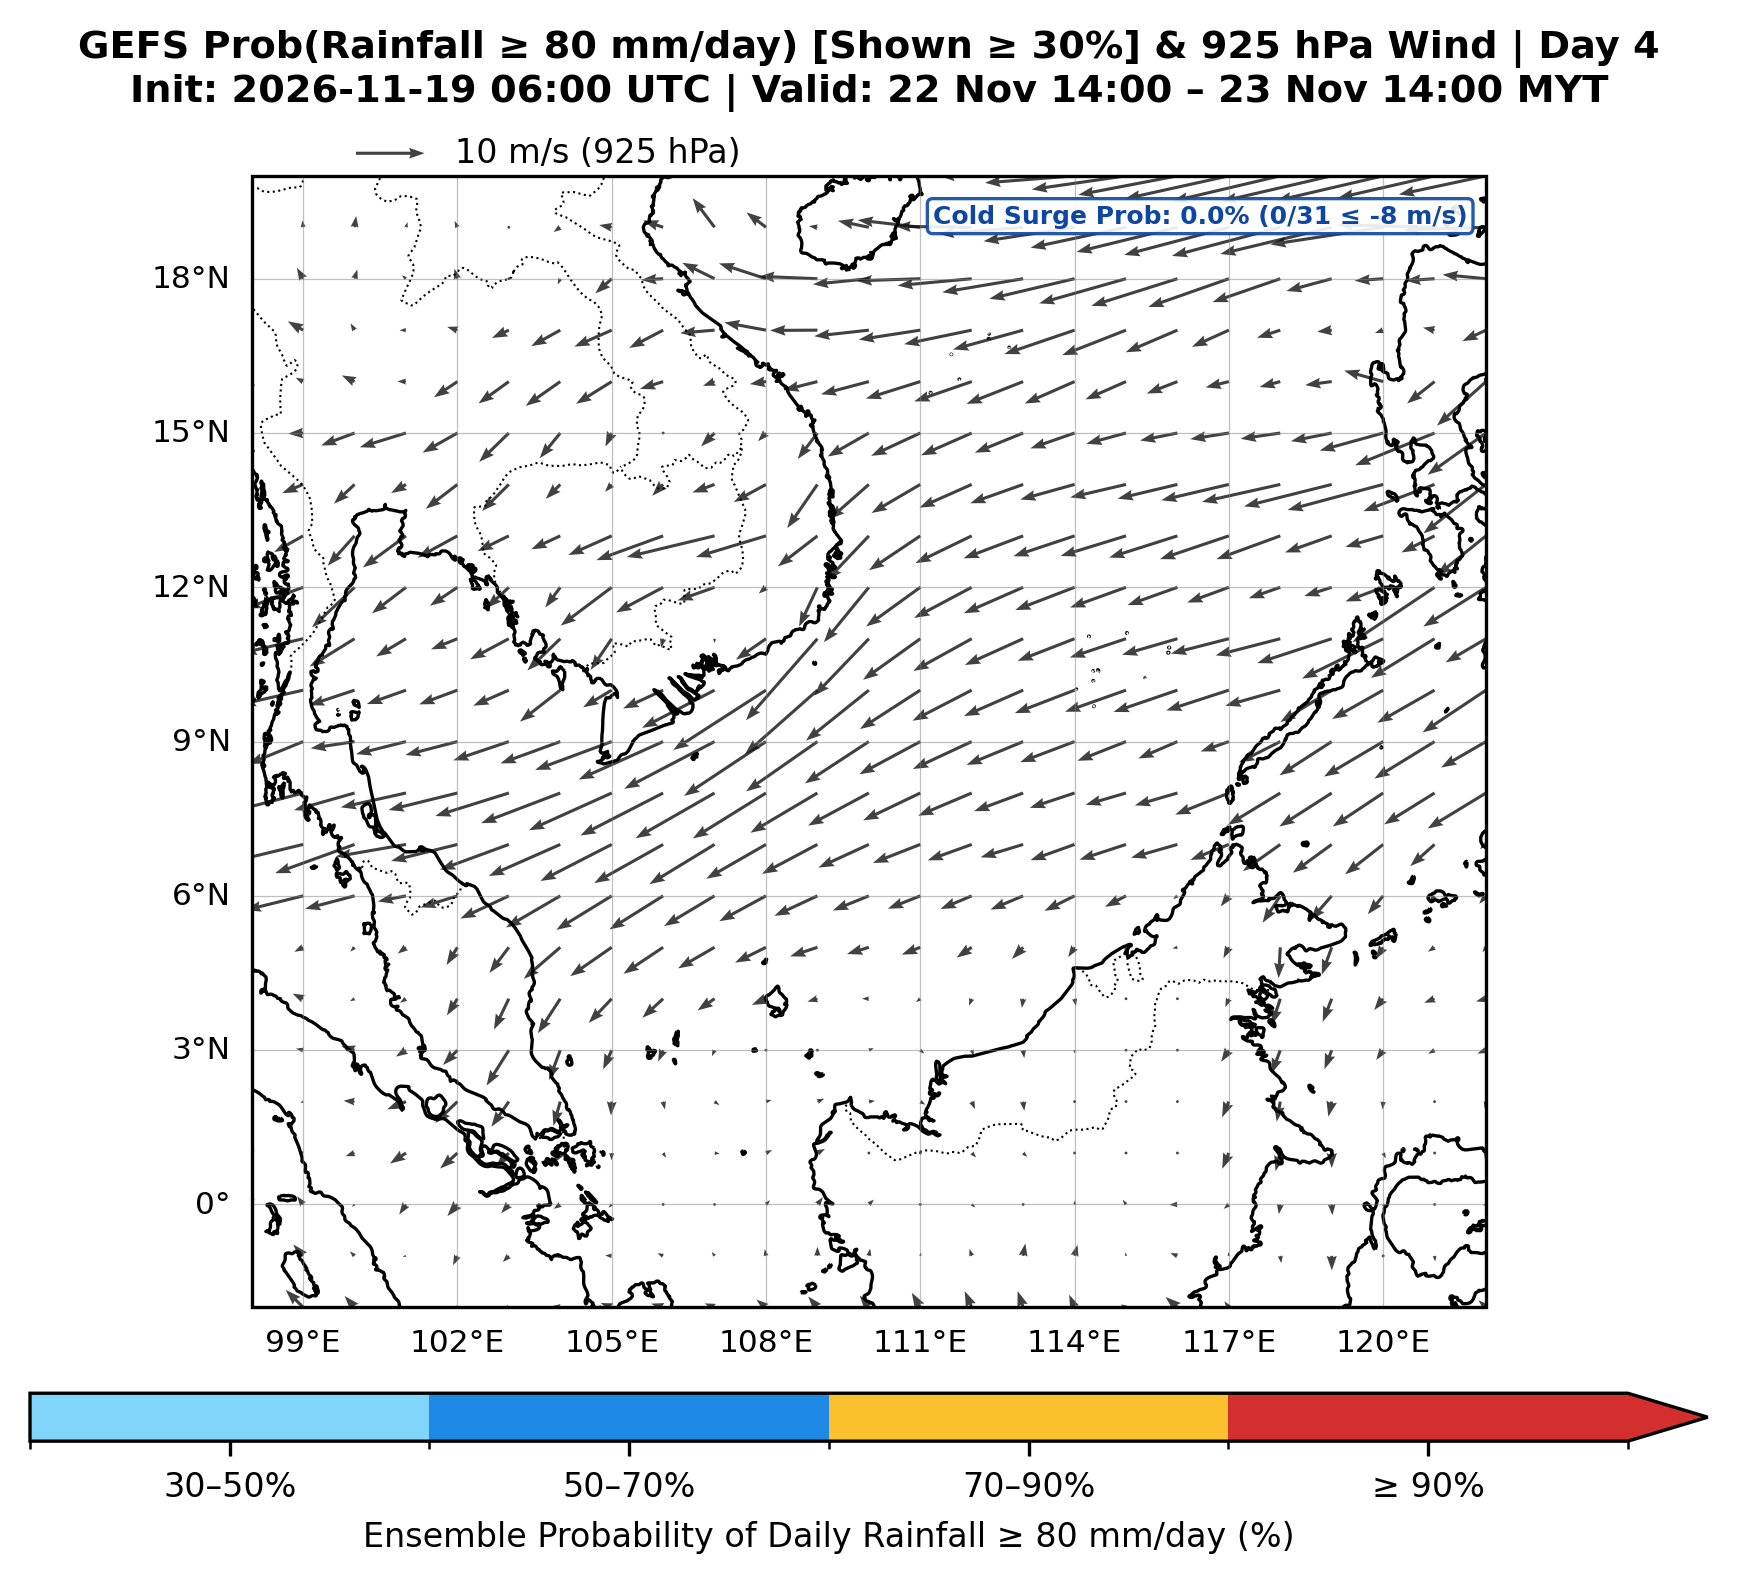 GEFS Prob(Rainfall ≥ 80 mm/day) [Shown ≥ 30%] & 925 hPa Wind | Day 4
Init: 2026-11-19 06:00 UTC | Valid: 22 Nov 14:00 – 23 Nov 14:00 MYT
10 m/s (925 hPa)
Cold Surge Prob: 0.0% (0/31 ≤ -8 m/s)
18°N
15°N
12°N
9°N
6°N
3°N
0°
99°E 102°E 105°E 108°E 111°E 114°E 117°E 120°E
30–50% 50–70% 70–90% ≥ 90%
Ensemble Probability of Daily Rainfall ≥ 80 mm/day (%)